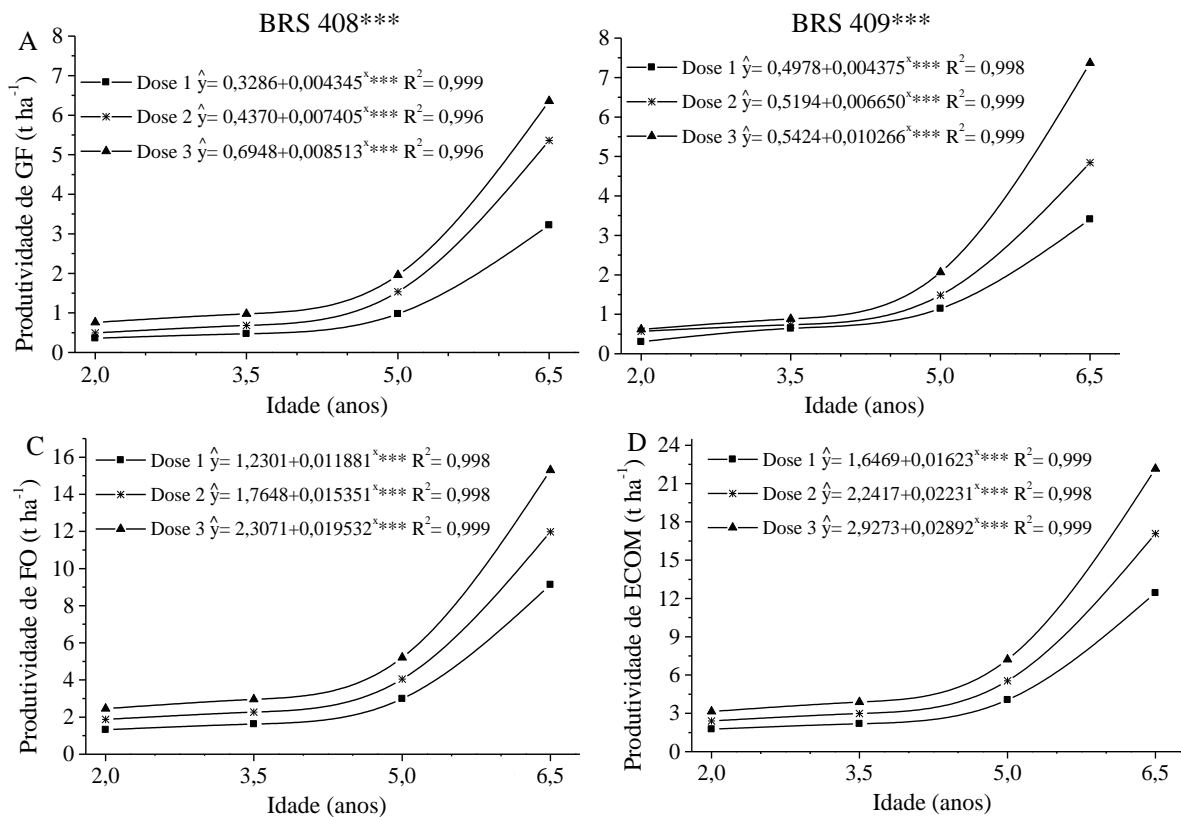 BRS 408***
BRS 409***
A
Dose 1 ŷ= 0,3286+0,004345ˣ*** R²= 0,999
Dose 2 ŷ= 0,4370+0,007405ˣ*** R²= 0,996
Dose 3 ŷ= 0,6948+0,008513ˣ*** R²= 0,996
Produtividade de GF (t ha⁻¹)
8
7
6
5
4
3
2
1
0
2,0 3,5 5,0 6,5
Idade (anos)
Dose 1 ŷ= 0,4978+0,004375ˣ*** R²= 0,998
Dose 2 ŷ= 0,5194+0,006650ˣ*** R²= 0,999
Dose 3 ŷ= 0,5424+0,010266ˣ*** R²= 0,999
8
7
6
5
4
3
2
1
0
2,0 3,5 5,0 6,5
Idade (anos)
C
Dose 1 ŷ= 1,2301+0,011881ˣ*** R²= 0,998
Dose 2 ŷ= 1,7648+0,015351ˣ*** R²= 0,998
Dose 3 ŷ= 2,3071+0,019532ˣ*** R²= 0,999
Produtividade de FO (t ha⁻¹)
16
14
12
10
8
6
4
2
0
2,0 3,5 5,0 6,5
Idade (anos)
D
Dose 1 ŷ= 1,6469+0,01623ˣ*** R²= 0,999
Dose 2 ŷ= 2,2417+0,02231ˣ*** R²= 0,998
Dose 3 ŷ= 2,9273+0,02892ˣ*** R²= 0,999
Produtividade de ECOM (t ha⁻¹)
24
21
18
15
12
9
6
3
0
2,0 3,5 5,0 6,5
Idade (anos)